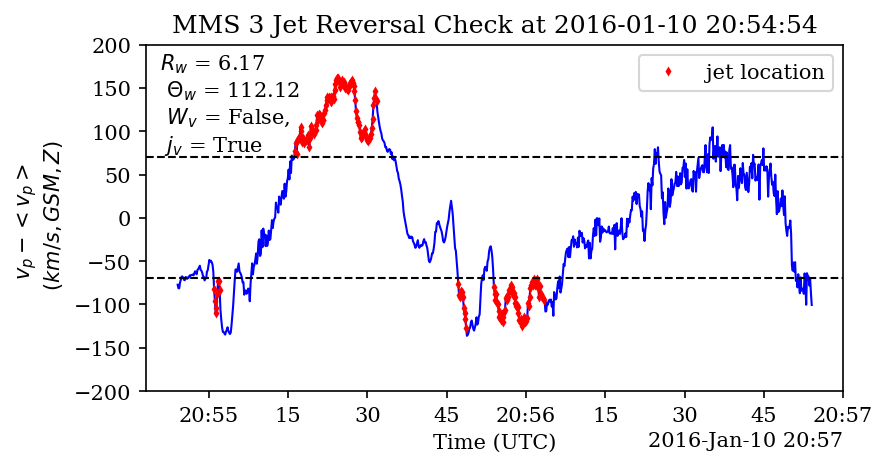 MMS 3 Jet Reversal Check at 2016-01-10 20:54:54
R_w = 6.17
Θ_w = 112.12
W_v = False,
j_v = True
jet location
v_p − < v_p >
(km/s, GSM, Z)
200
150
100
50
0
−50
−100
−150
−200
20:55 15 30 45 20:56 15 30 45 20:57
Time (UTC)
2016-Jan-10 20:57